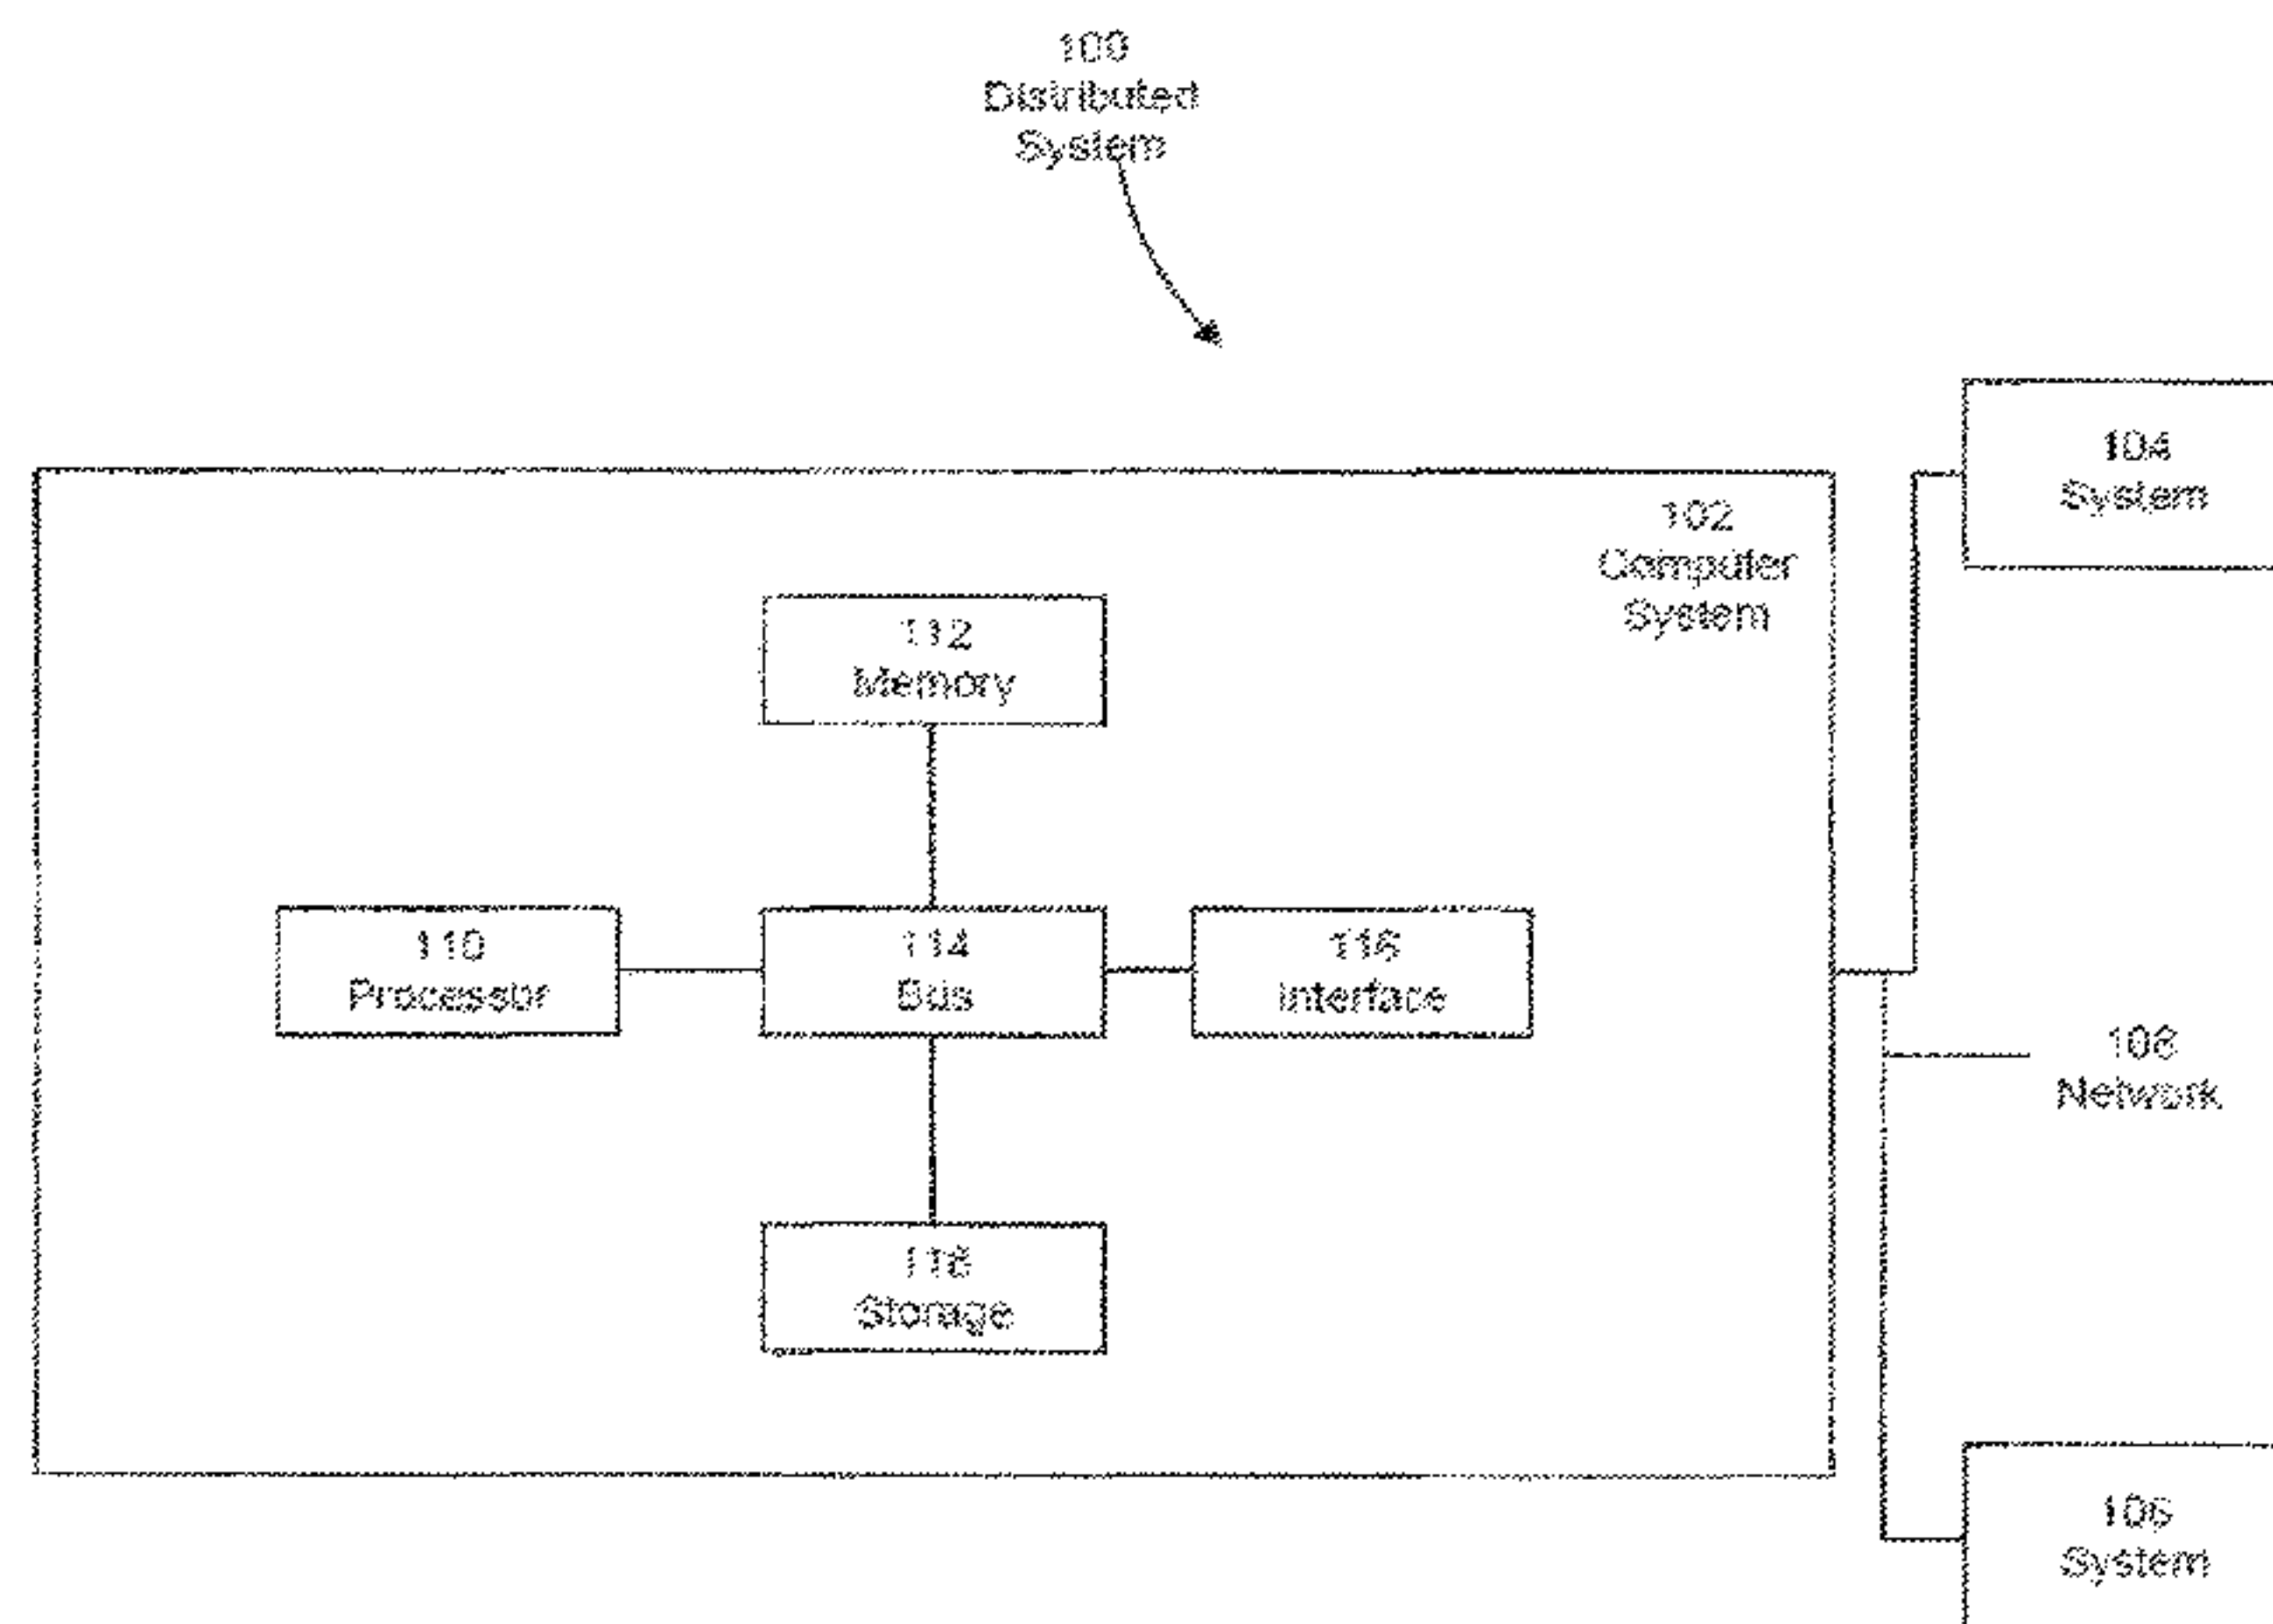 100
Distributed
System
104
System
102
Computer
System
112
Memory
110
Processor
114
Bus
116
Interface
108
Network
118
Storage
106
System